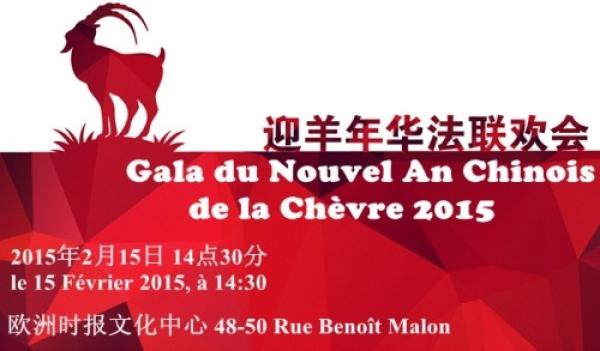 迎羊年华法联欢会
Gala du Nouvel An Chinois
de la Chèvre 2015
2015年2月15日 14点30分
le 15 Février 2015, à 14:30
欧洲时报文化中心 48-50 Rue Benoît Malon